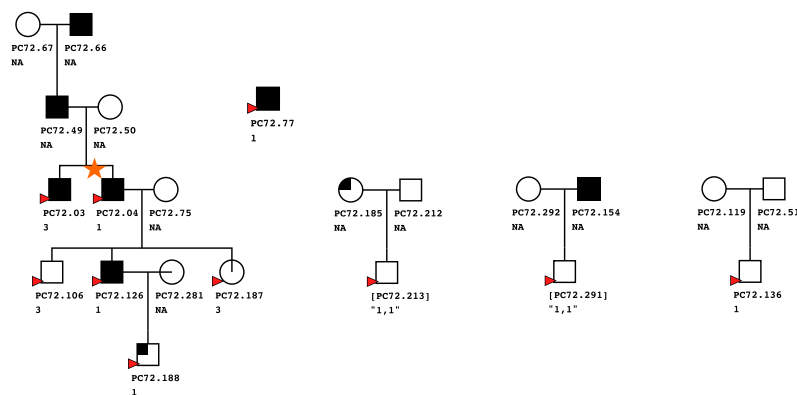 PC72.67 PC72.66
NA NA
PC72.77
1
PC72.49 PC72.50
NA NA
PC72.03 PC72.04 PC72.75
3 1 NA
PC72.185 PC72.212
NA NA
PC72.292 PC72.154
NA NA
PC72.119 PC72.51
NA NA
PC72.106 PC72.126 PC72.281 PC72.187
3 1 NA 3
[PC72.213]
"1,1"
[PC72.291]
"1,1"
PC72.136
1
PC72.188
1